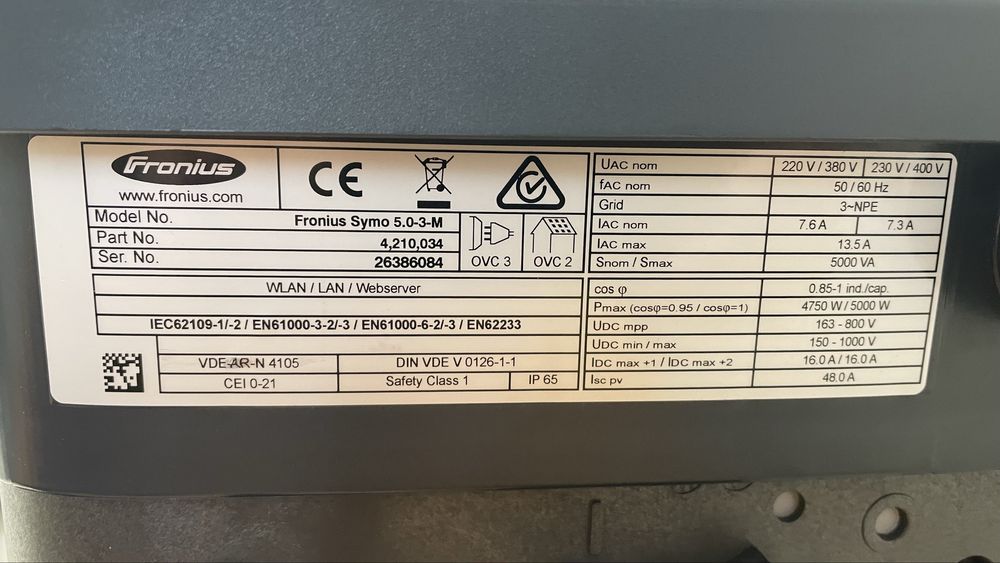 Fronius
www.fronius.com
CE
Model No. Fronius Symo 5.0-3-M
Part No. 4,210,034
Ser. No. 26386084
OVC 3 OVC 2
WLAN / LAN / Webserver
IEC62109-1/-2 / EN61000-3-2/-3 / EN61000-6-2/-3 / EN62233
VDE-AR-N 4105 DIN VDE V 0126-1-1
CEI 0-21 Safety Class 1 IP 65
UAC nom 220 V / 380 V 230 V / 400 V
fAC nom 50 / 60 Hz
Grid 3~NPE
IAC nom 7.6 A 7.3 A
IAC max 13.5 A
Snom / Smax 5000 VA
cos φ 0.85-1 ind./cap.
Pmax (cosφ=0.95 / cosφ=1) 4750 W / 5000 W
UDC mpp 163 - 800 V
UDC min / max 150 - 1000 V
IDC max +1 / IDC max +2 16.0 A / 16.0 A
Isc pv 48.0 A